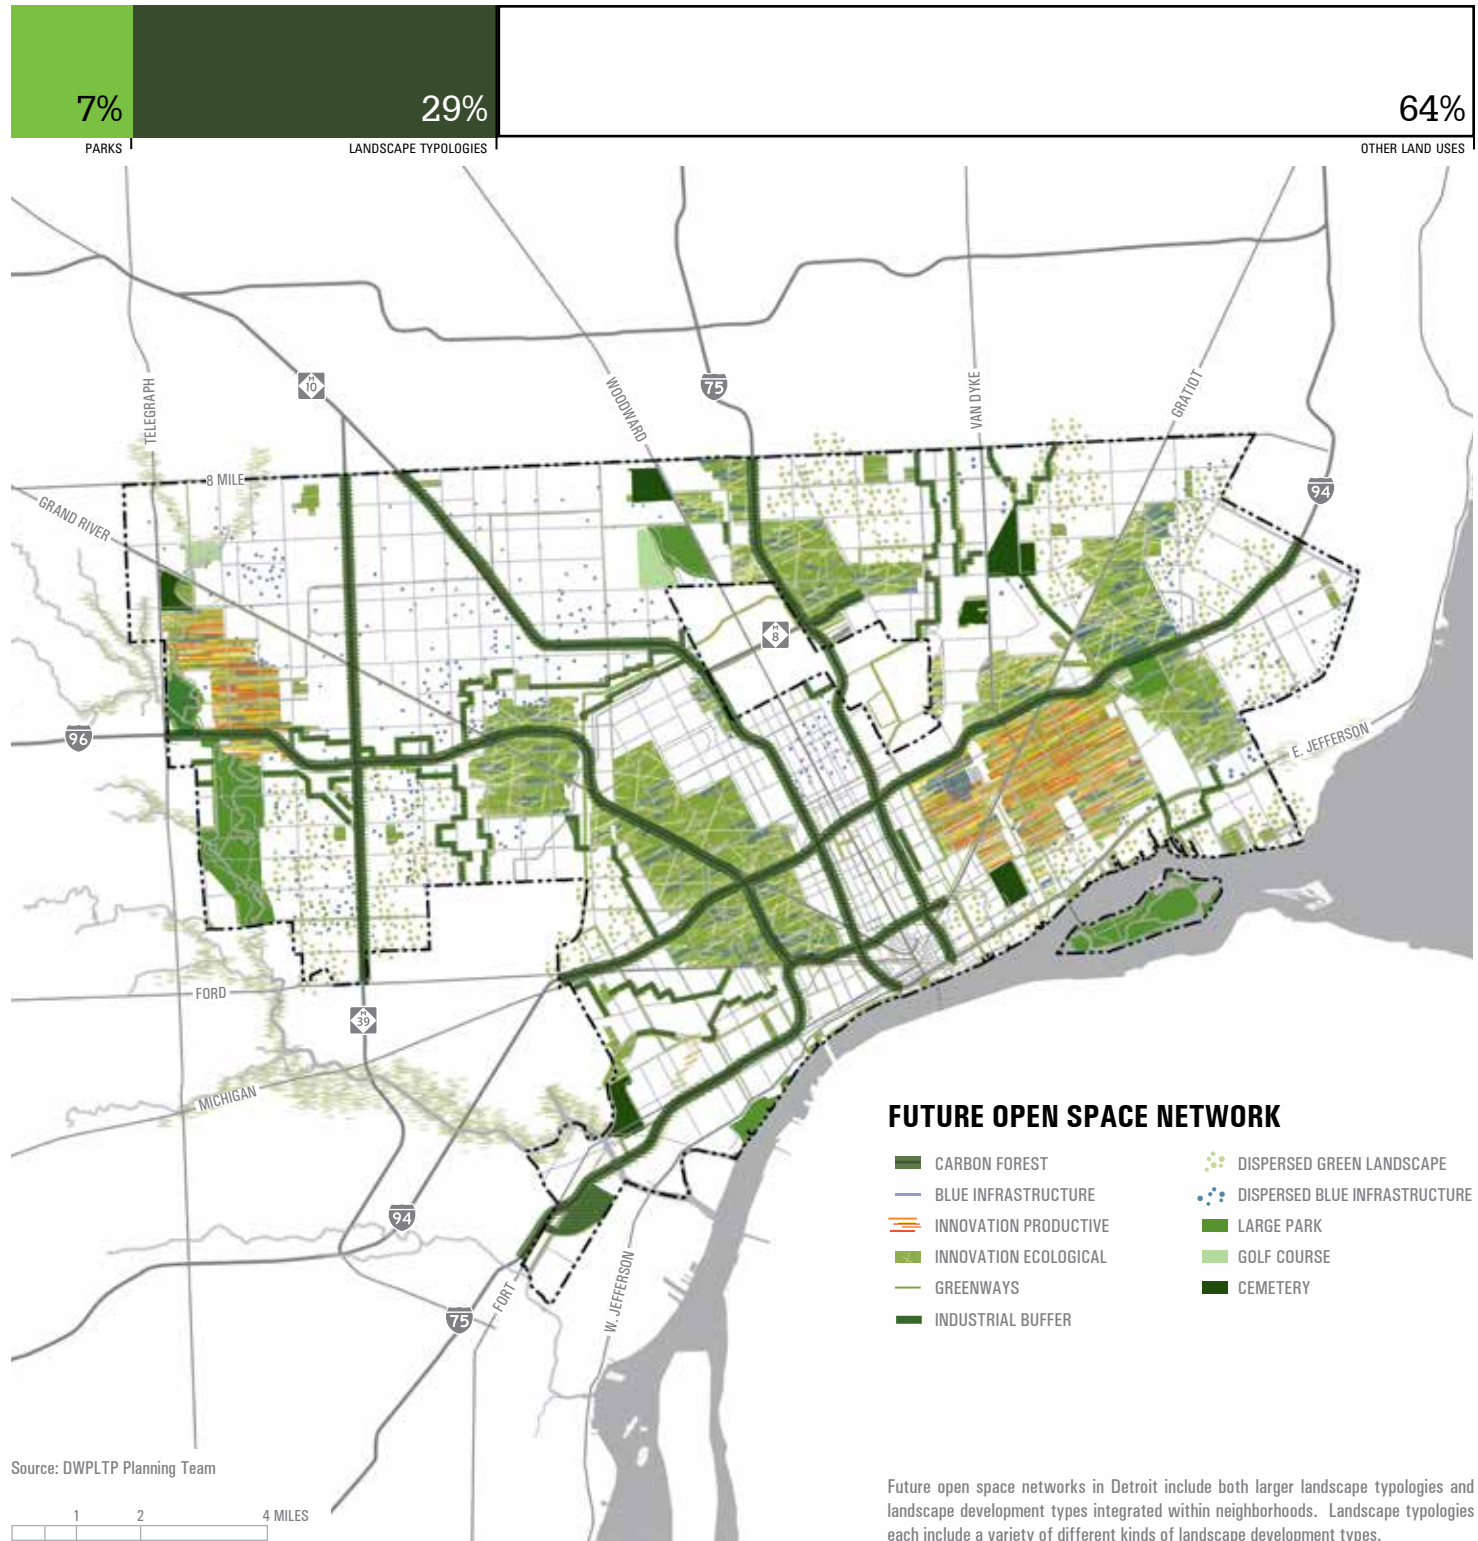 7%
29%
64%
PARKS
LANDSCAPE TYPOLOGIES
OTHER LAND USES
M
10
75
TELEGRAPH
WOODWARD
VAN DYKE
GRATIOT
8 MILE
94
GRAND RIVER
M
8
96
E. JEFFERSON
FORD
M
39
MICHIGAN
94
75
FORT
W. JEFFERSON
FUTURE OPEN SPACE NETWORK
CARBON FOREST
BLUE INFRASTRUCTURE
INNOVATION PRODUCTIVE
INNOVATION ECOLOGICAL
GREENWAYS
INDUSTRIAL BUFFER
DISPERSED GREEN LANDSCAPE
DISPERSED BLUE INFRASTRUCTURE
LARGE PARK
GOLF COURSE
CEMETERY
Source: DWPLTP Planning Team
1 2 4 MILES
Future open space networks in Detroit include both larger landscape typologies and
landscape development types integrated within neighborhoods. Landscape typologies
each include a variety of different kinds of landscape development types.